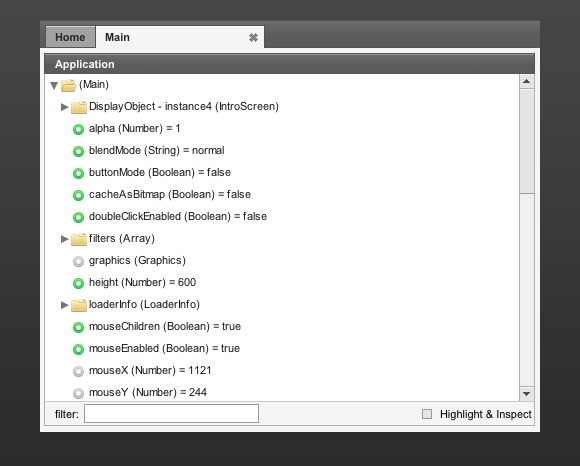 Home Main
Application
(Main)
DisplayObject - instance4 (IntroScreen)
alpha (Number) = 1
blendMode (String) = normal
buttonMode (Boolean) = false
cacheAsBitmap (Boolean) = false
doubleClickEnabled (Boolean) = false
filters (Array)
graphics (Graphics)
height (Number) = 600
loaderInfo (LoaderInfo)
mouseChildren (Boolean) = true
mouseEnabled (Boolean) = true
mouseX (Number) = 1121
mouseY (Number) = 244
filter: Highlight & Inspect